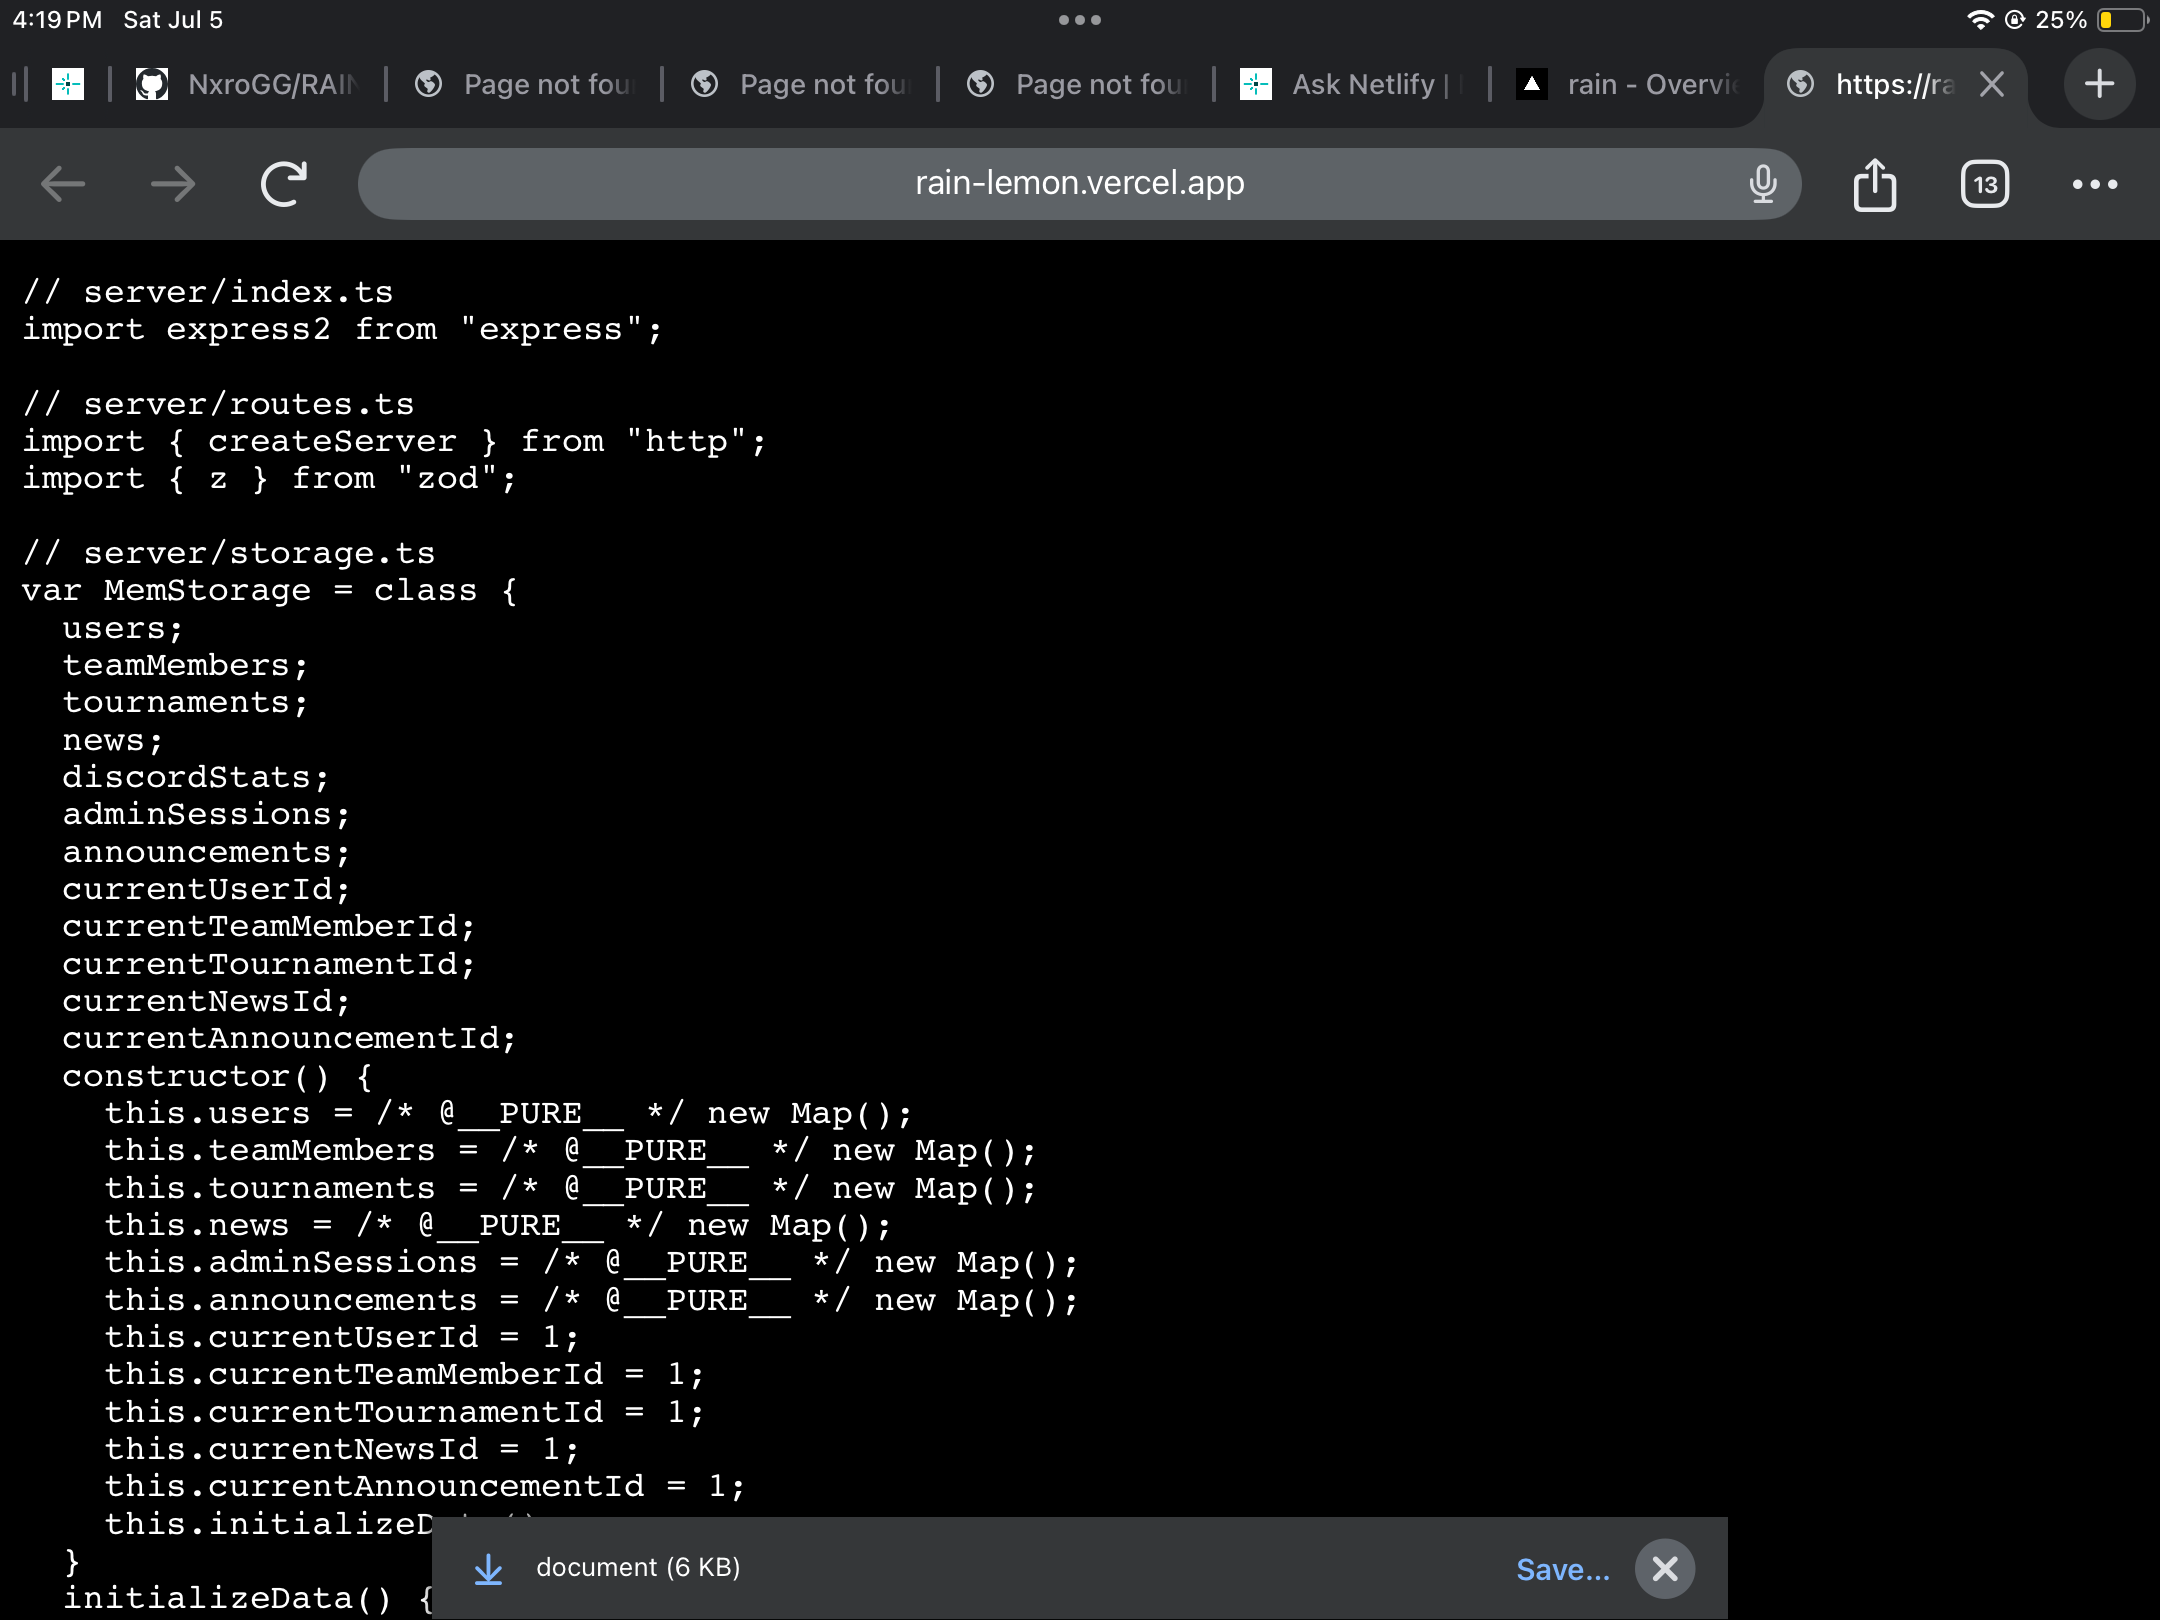 4:19 PM Sat Jul 5
25%
NxroGG/RAIN
Page not fou
Page not fou
Page not fou
Ask Netlify |
rain - Overvie
https://ra
rain-lemon.vercel.app
13
// server/index.ts
import express2 from "express";
// server/routes.ts
import { createServer } from "http";
import { z } from "zod";
// server/storage.ts
var MemStorage = class {
users;
teamMembers;
tournaments;
news;
discordStats;
adminSessions;
announcements;
currentUserId;
currentTeamMemberId;
currentTournamentId;
currentNewsId;
currentAnnouncementId;
constructor() {
this.users = /* @__PURE__ */ new Map();
this.teamMembers = /* @__PURE__ */ new Map();
this.tournaments = /* @__PURE__ */ new Map();
this.news = /* @__PURE__ */ new Map();
this.adminSessions = /* @__PURE__ */ new Map();
this.announcements = /* @__PURE__ */ new Map();
this.currentUserId = 1;
this.currentTeamMemberId = 1;
this.currentTournamentId = 1;
this.currentNewsId = 1;
this.currentAnnouncementId = 1;
this.initializeD
}
initializeData() {
document (6 KB)
Save...